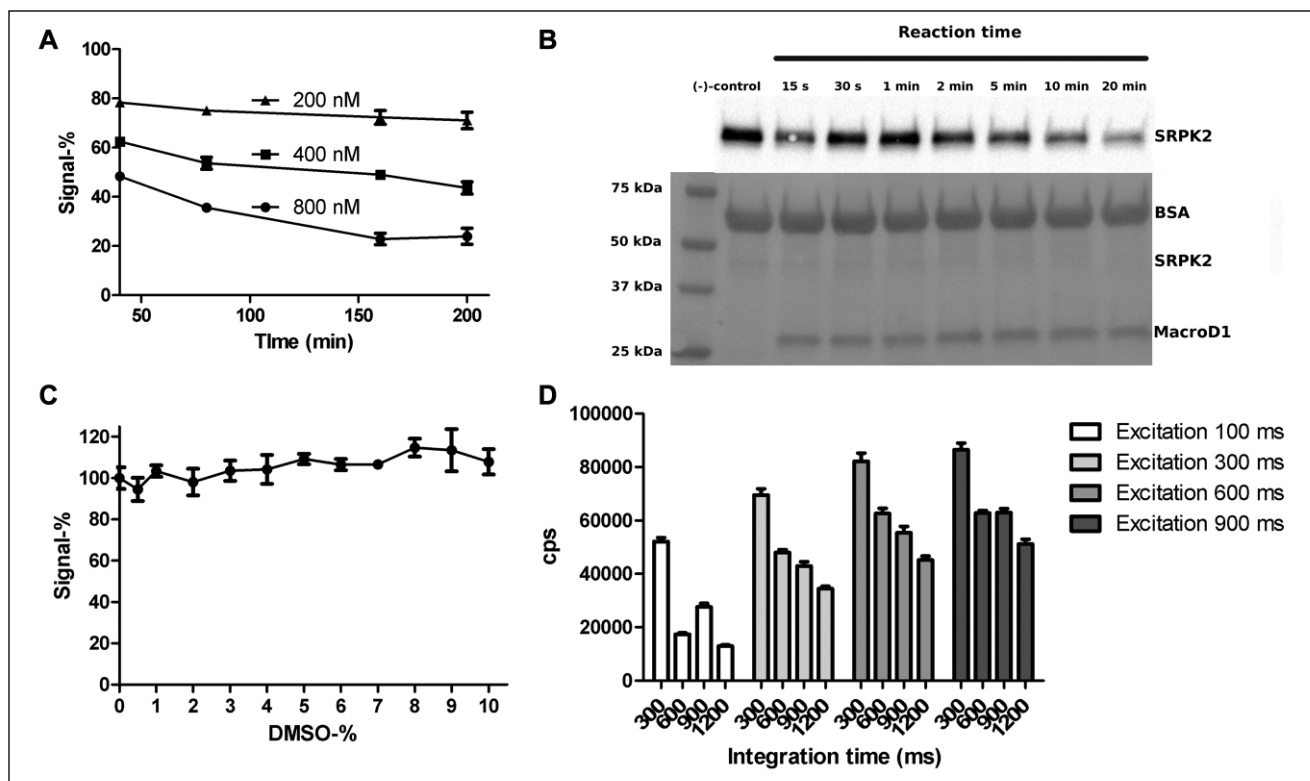 A
100
80
60
40
20
0
Signal-%
200 nM
400 nM
800 nM
50 100 150 200
TIme (min)
B
Reaction time
(-)-control 15 s 30 s 1 min 2 min 5 min 10 min 20 min
SRPK2
75 kDa
BSA
50 kDa
SRPK2
37 kDa
MacroD1
25 kDa
C
120
100
80
60
40
20
0
Signal-%
0 1 2 3 4 5 6 7 8 9 10
DMSO-%
D
100000
80000
60000
40000
20000
0
cps
Excitation 100 ms
Excitation 300 ms
Excitation 600 ms
Excitation 900 ms
300 600 900 1200 300 600 900 1200 300 600 900 1200 300 600 900 1200
Integration time (ms)